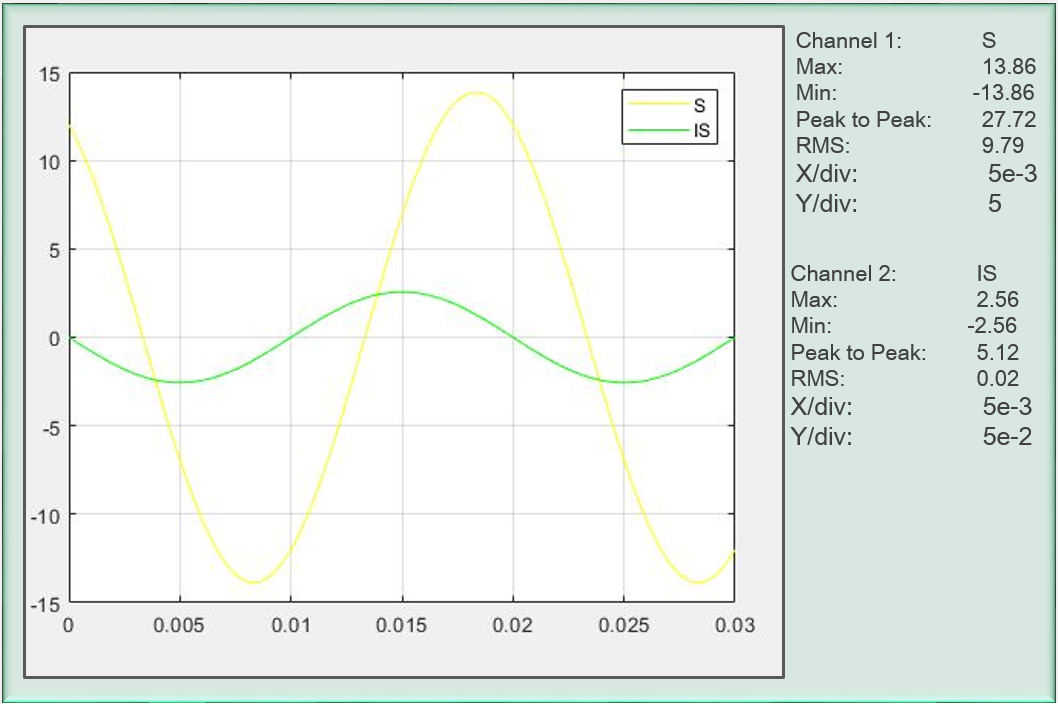 15
10
5
0
-5
-10
-15
0 0.005 0.01 0.015 0.02 0.025 0.03
S
IS
Channel 1: S
Max: 13.86
Min: -13.86
Peak to Peak: 27.72
RMS: 9.79
X/div: 5e-3
Y/div: 5
Channel 2: IS
Max: 2.56
Min: -2.56
Peak to Peak: 5.12
RMS: 0.02
X/div: 5e-3
Y/div: 5e-2